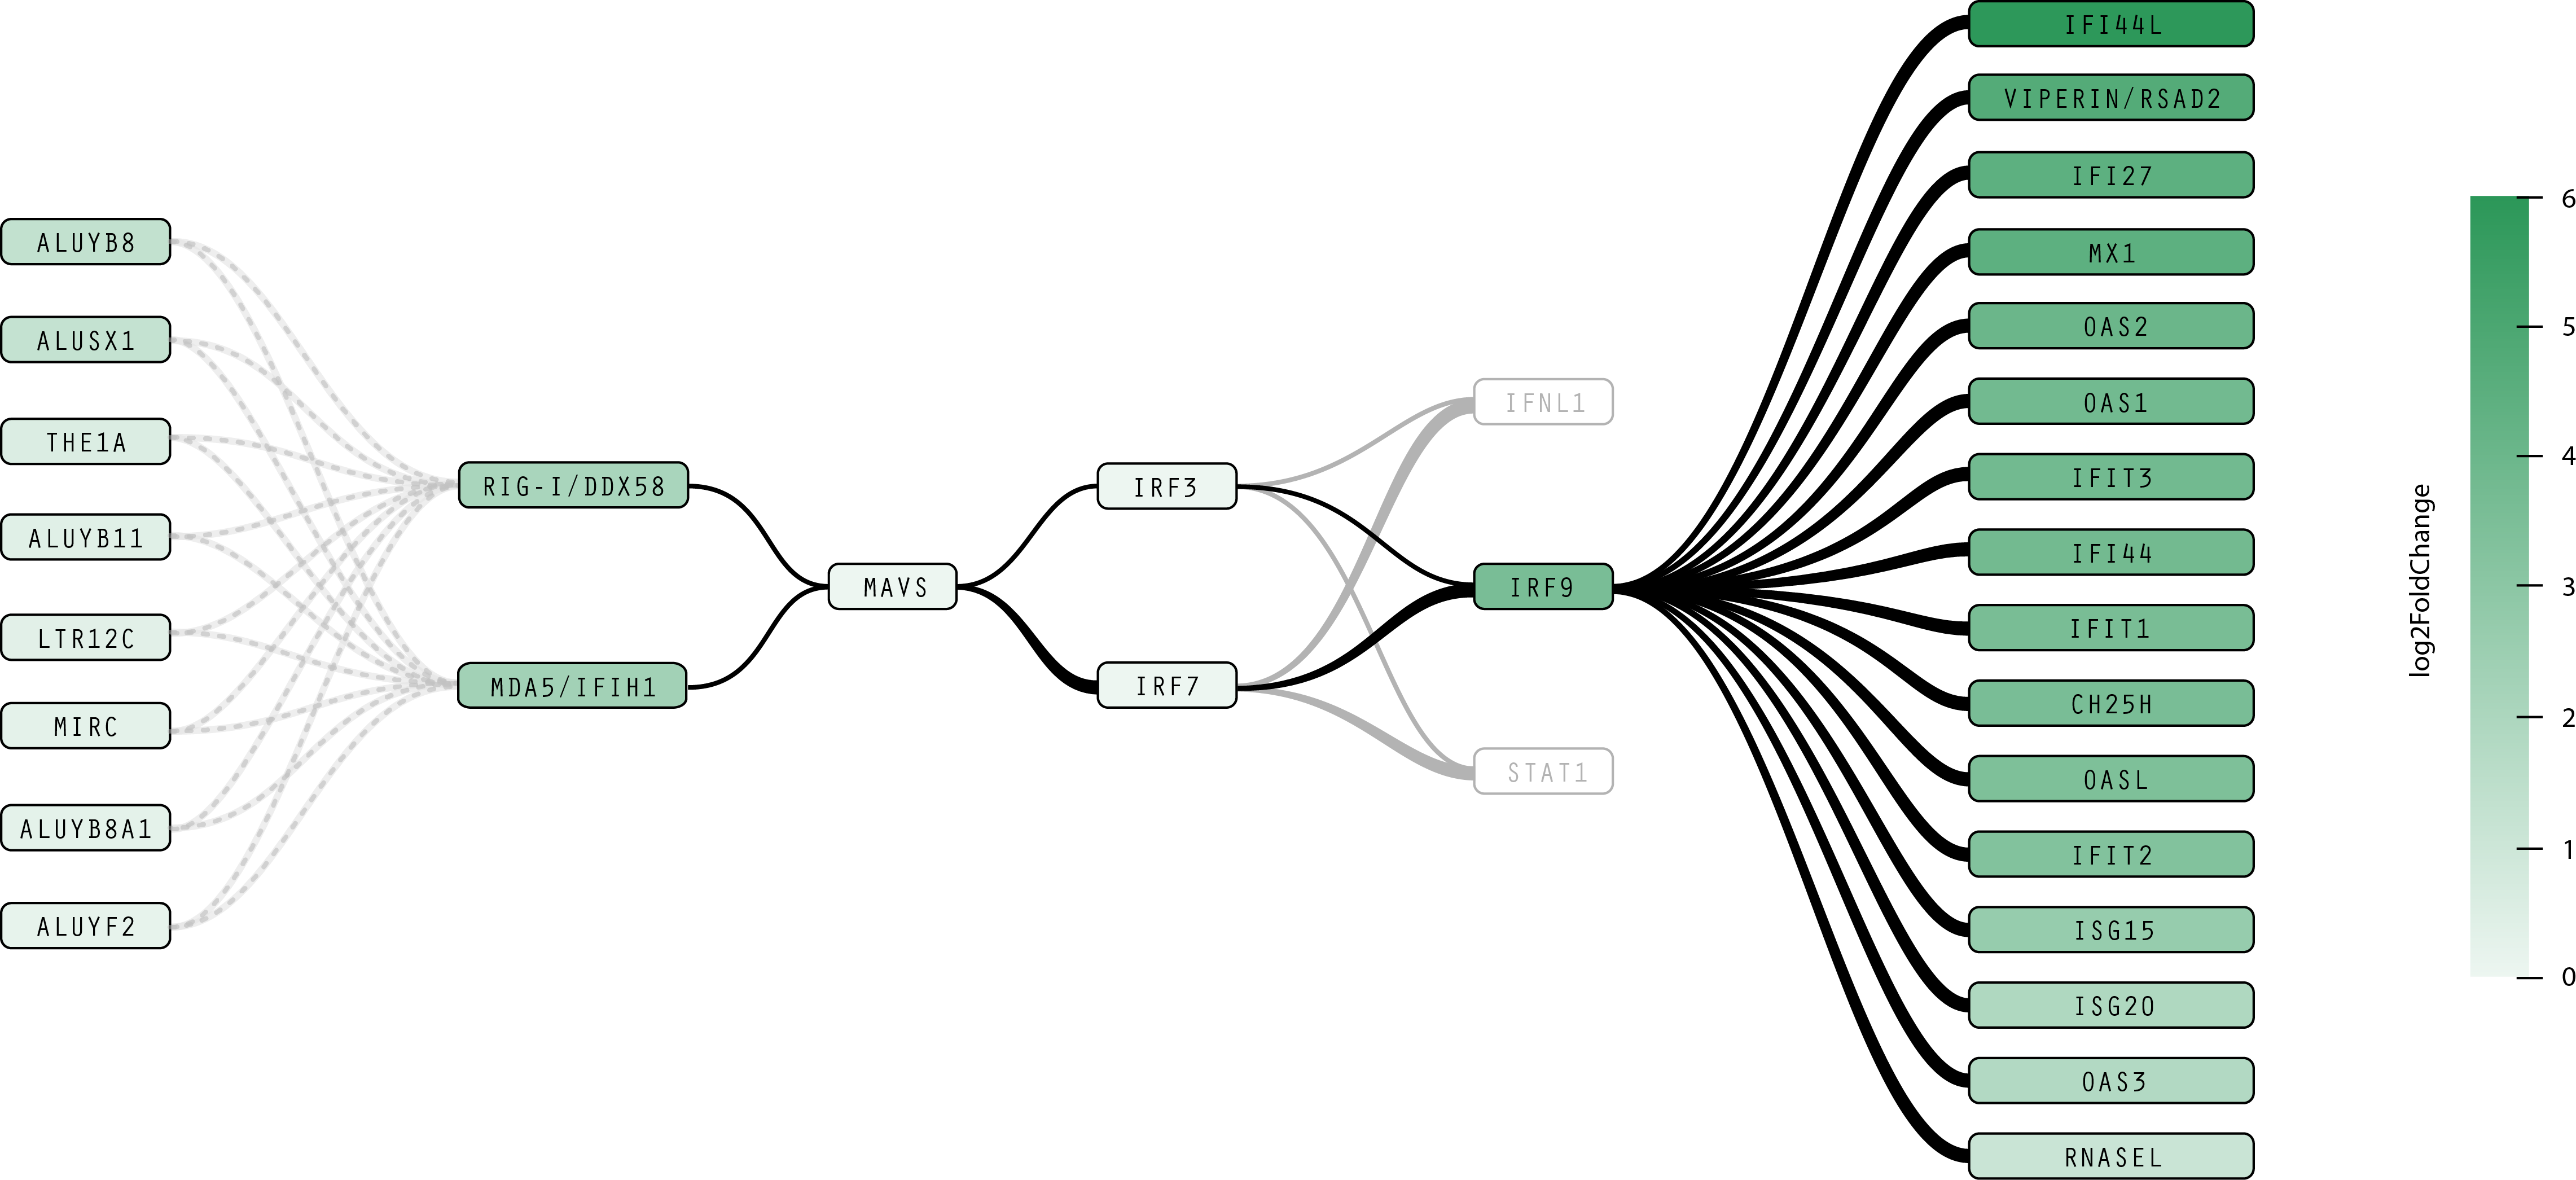 ALUYB8
ALUSX1
THE1A
ALUYB11
LTR12C
MIRC
ALUYB8A1
ALUYF2
RIG-I/DDX58
MDA5/IFIH1
MAVS
IRF3
IRF7
IFNL1
IRF9
STAT1
IFI44L
VIPERIN/RSAD2
IFI27
MX1
OAS2
OAS1
IFIT3
IFI44
IFIT1
CH25H
OASL
IFIT2
ISG15
ISG20
OAS3
RNASEL
log2FoldChange
6
5
4
3
2
1
0